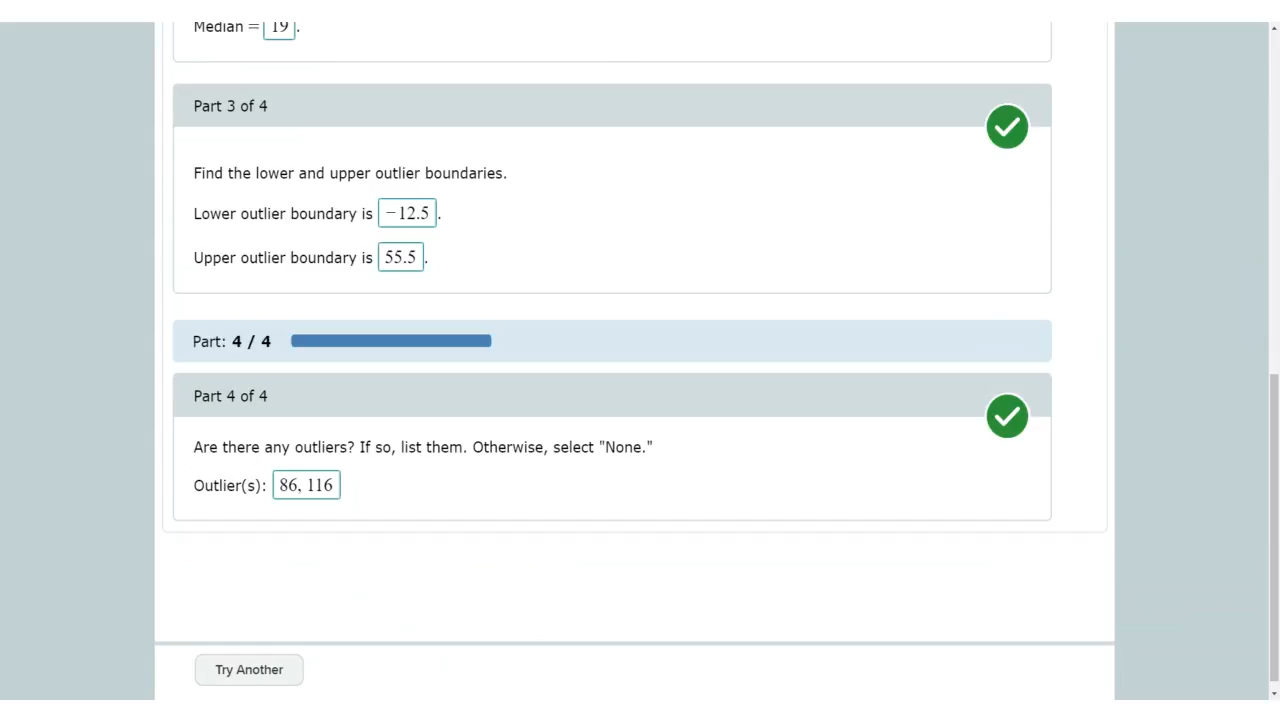 Median = 19.
Part 3 of 4
Find the lower and upper outlier boundaries.
Lower outlier boundary is −12.5.
Upper outlier boundary is 55.5.
Part: 4 / 4
Part 4 of 4
Are there any outliers? If so, list them. Otherwise, select "None."
Outlier(s): 86, 116
Try Another